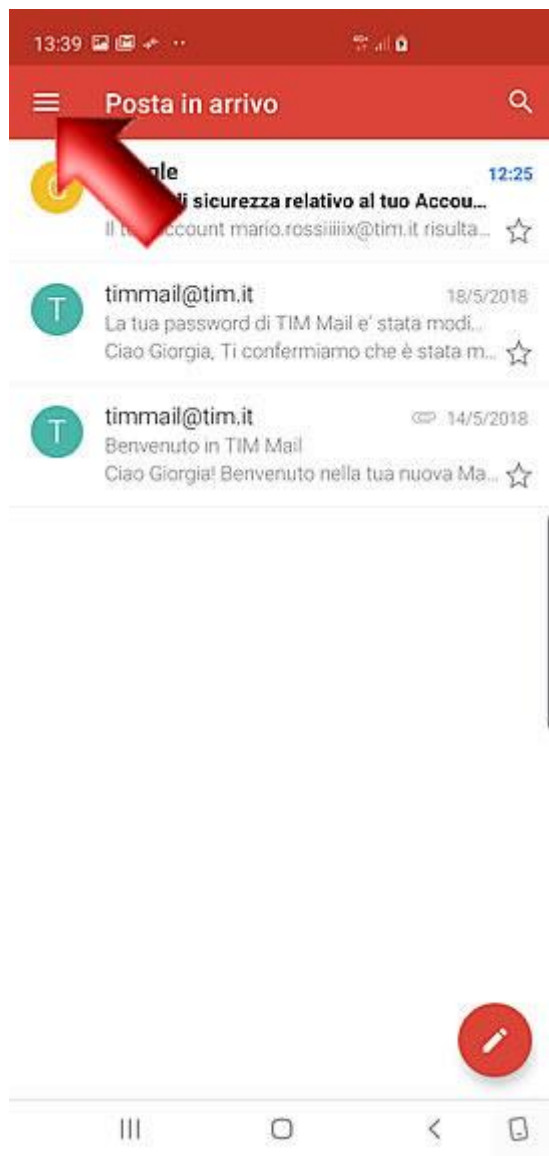 13:39
Posta in arrivo
12:25
di sicurezza relativo al tuo Accou...
Il account mario.rossiiiiix@tim.it risulta...
T
timmail@tim.it 18/5/2018
La tua password di TIM Mail e' stata modi...
Ciao Giorgia, Ti confermiamo che è stata m...
T
timmail@tim.it 14/5/2018
Benvenuto in TIM Mail
Ciao Giorgia! Benvenuto nella tua nuova Ma...